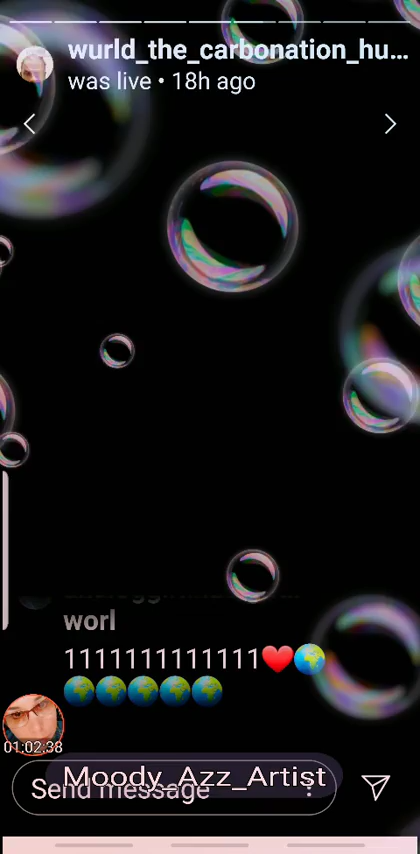 wurld_the_carbonation_hu...
was live • 18h ago
worl
1111111111111❤️🌍
🌍🌍🌍🌍🌍
01:02:38
Moody_Azz_Artist
Send message